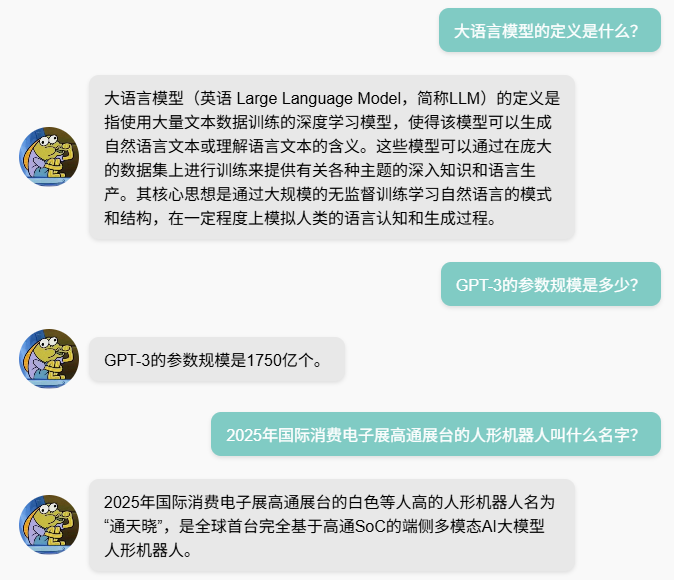 大语言模型的定义是什么？
大语言模型（英语 Large Language Model，简称LLM）的定义是
指使用大量文本数据训练的深度学习模型，使得该模型可以生成
自然语言文本或理解语言文本的含义。这些模型可以通过在庞大
的数据集上进行训练来提供有关各种主题的深入知识和语言生
产。其核心思想是通过大规模的无监督训练学习自然语言的模式
和结构，在一定程度上模拟人类的语言认知和生成过程。
GPT-3的参数规模是多少？
GPT-3的参数规模是1750亿个。
2025年国际消费电子展高通展台的人形机器人叫什么名字？
2025年国际消费电子展高通展台的白色等人高的人形机器人名为
“通天晓”，是全球首台完全基于高通SoC的端侧多模态AI大模型
人形机器人。